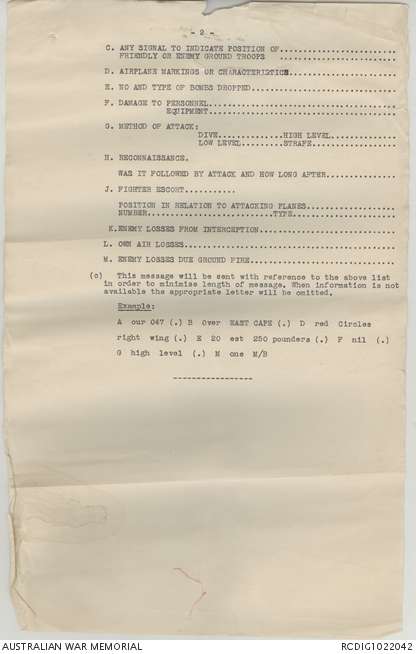 - 2 -
C. ANY SIGNAL TO INDICATE POSITION OF..........................
FRIENDLY OR ENEMY GROUND TROOPS ..........................
D. AIRPLANE MARKINGS OR CHARACTERISTICS........................
E. NO AND TYPE OF BOMBS DROPPED................................
F. DAMAGE TO PERSONNEL.........................................
EQUIPMENT.........................................
G. METHOD OF ATTACK:
DIVE..............HIGH LEVEL...............
LOW LEVEL.........STRAFE...................
H. RECONNAISSANCE.
WAS IT FOLLOWED BY ATTACK AND HOW LONG AFTER...............
J. FIGHTER ESCORT...........
POSITION IN RELATION TO ATTACKING PLANES...................
NUMBER...........................TYPE......................
K. ENEMY LOSSES FROM INTERCEPTION..............................
L. OWN AIR LOSSES..............................................
M. ENEMY LOSSES DUE GROUND FIRE................................
(c) This message will be sent with reference to the above list
in order to minimise length of message. When information is not
available the appropriate letter will be omitted.
Example:
A our O47 (.) B Over EAST CAPE (.) D red Circles
right wing (.) E 20 est 250 pounders (.) F nil (.)
G high level (.) M one M/B
----------------
AUSTRALIAN WAR MEMORIAL
RCDIG1022042